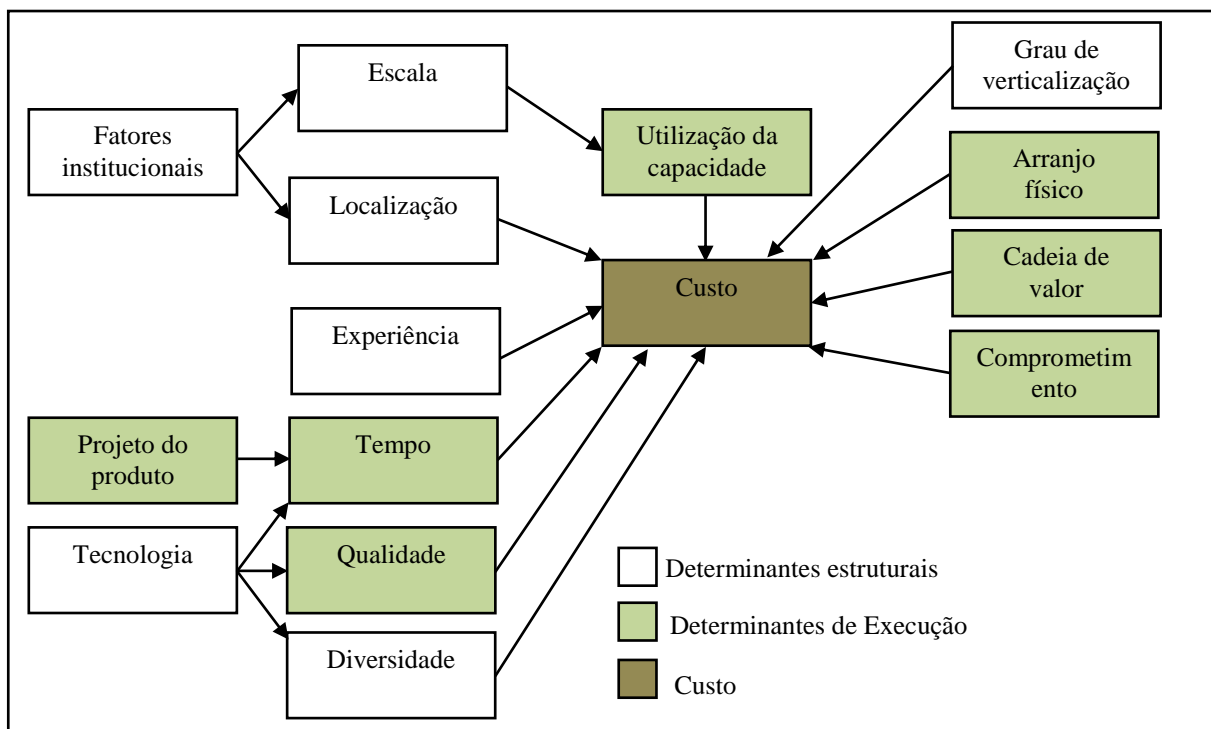 Escala
Grau de
verticalização
Fatores
institucionais
Utilização da
capacidade
Arranjo
físico
Localização
Cadeia de
valor
Custo
Experiência
Comprometim
ento
Projeto do
produto
Tempo
Tecnologia
Qualidade
Diversidade
Determinantes estruturais
Determinantes de Execução
Custo